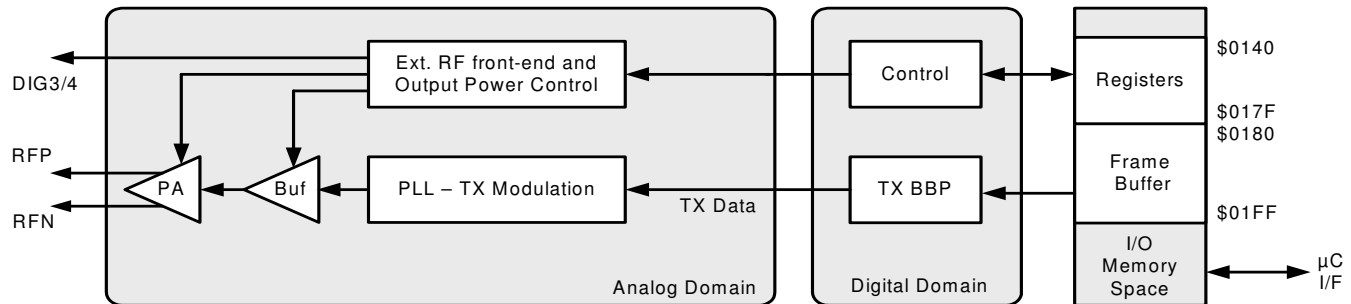 DIG3/4
RFP
RFN
Ext. RF front-end and
Output Power Control
PA
Buf
PLL – TX Modulation
TX Data
Analog Domain
Control
TX BBP
Digital Domain
Registers
Frame
Buffer
I/O
Memory
Space
$0140
$017F
$0180
$01FF
µC
I/F